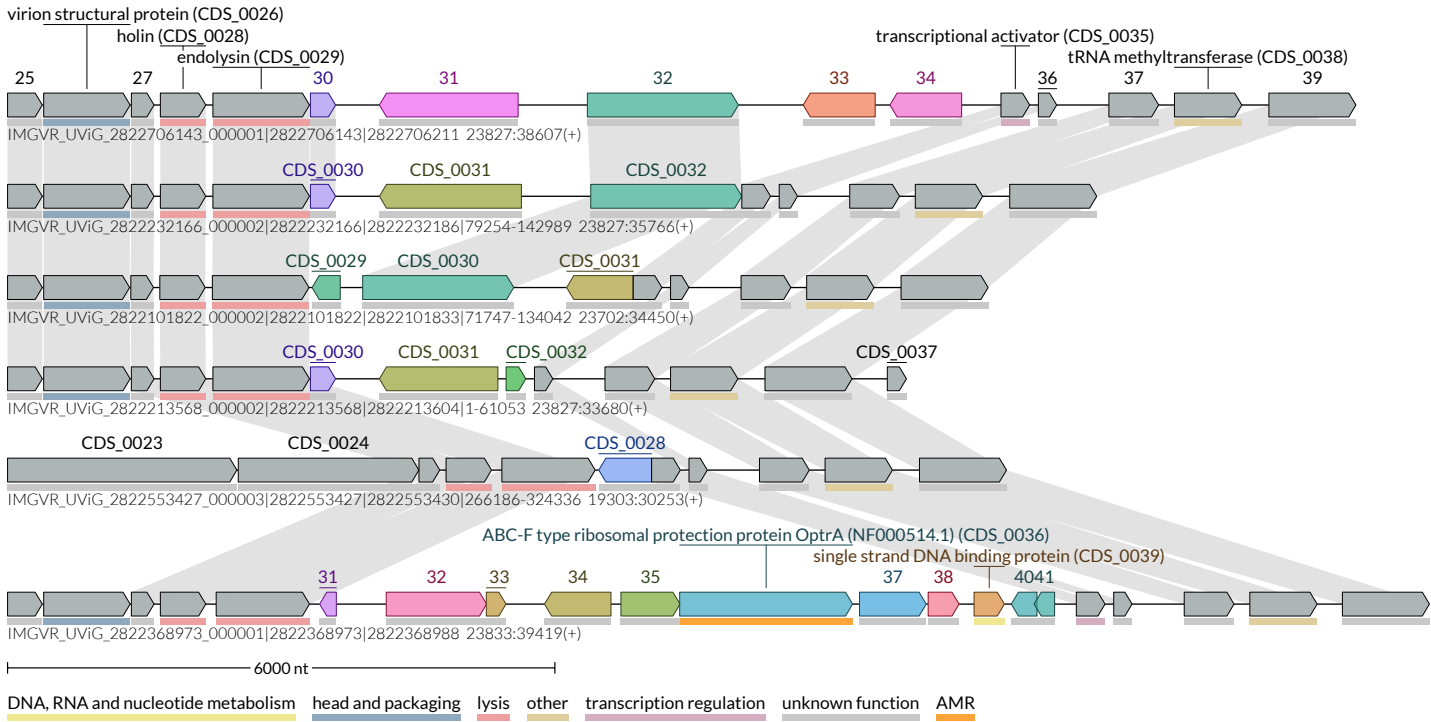 virion structural protein (CDS_0026)
holin (CDS_0028)
transcriptional activator (CDS_0035)
endolysin (CDS_0029)
tRNA methyltransferase (CDS_0038)
25 27 30 31 32 33 34 36 37 39
IMGVR_UViG_2822706143_000001|2822706143|2822706211 23827:38607(+)
CDS_0030 CDS_0031 CDS_0032
IMGVR_UViG_2822232166_000002|2822232166|2822232186|79254-142989 23827:35766(+)
CDS_0029 CDS_0030 CDS_0031
IMGVR_UViG_2822101822_000002|2822101822|2822101833|71747-134042 23702:34450(+)
CDS_0030 CDS_0031 CDS_0032 CDS_0037
IMGVR_UViG_2822213568_000002|2822213568|2822213604|1-61053 23827:33680(+)
CDS_0023 CDS_0024 CDS_0028
IMGVR_UViG_2822553427_000003|2822553427|2822553430|266186-324336 19303:30253(+)
ABC-F type ribosomal protection protein OptrA (NF000514.1) (CDS_0036)
single strand DNA binding protein (CDS_0039)
31 32 33 34 35 37 38 4041
IMGVR_UViG_2822368973_000001|2822368973|2822368988 23833:39419(+)
6000 nt
DNA, RNA and nucleotide metabolism head and packaging lysis other transcription regulation unknown function AMR